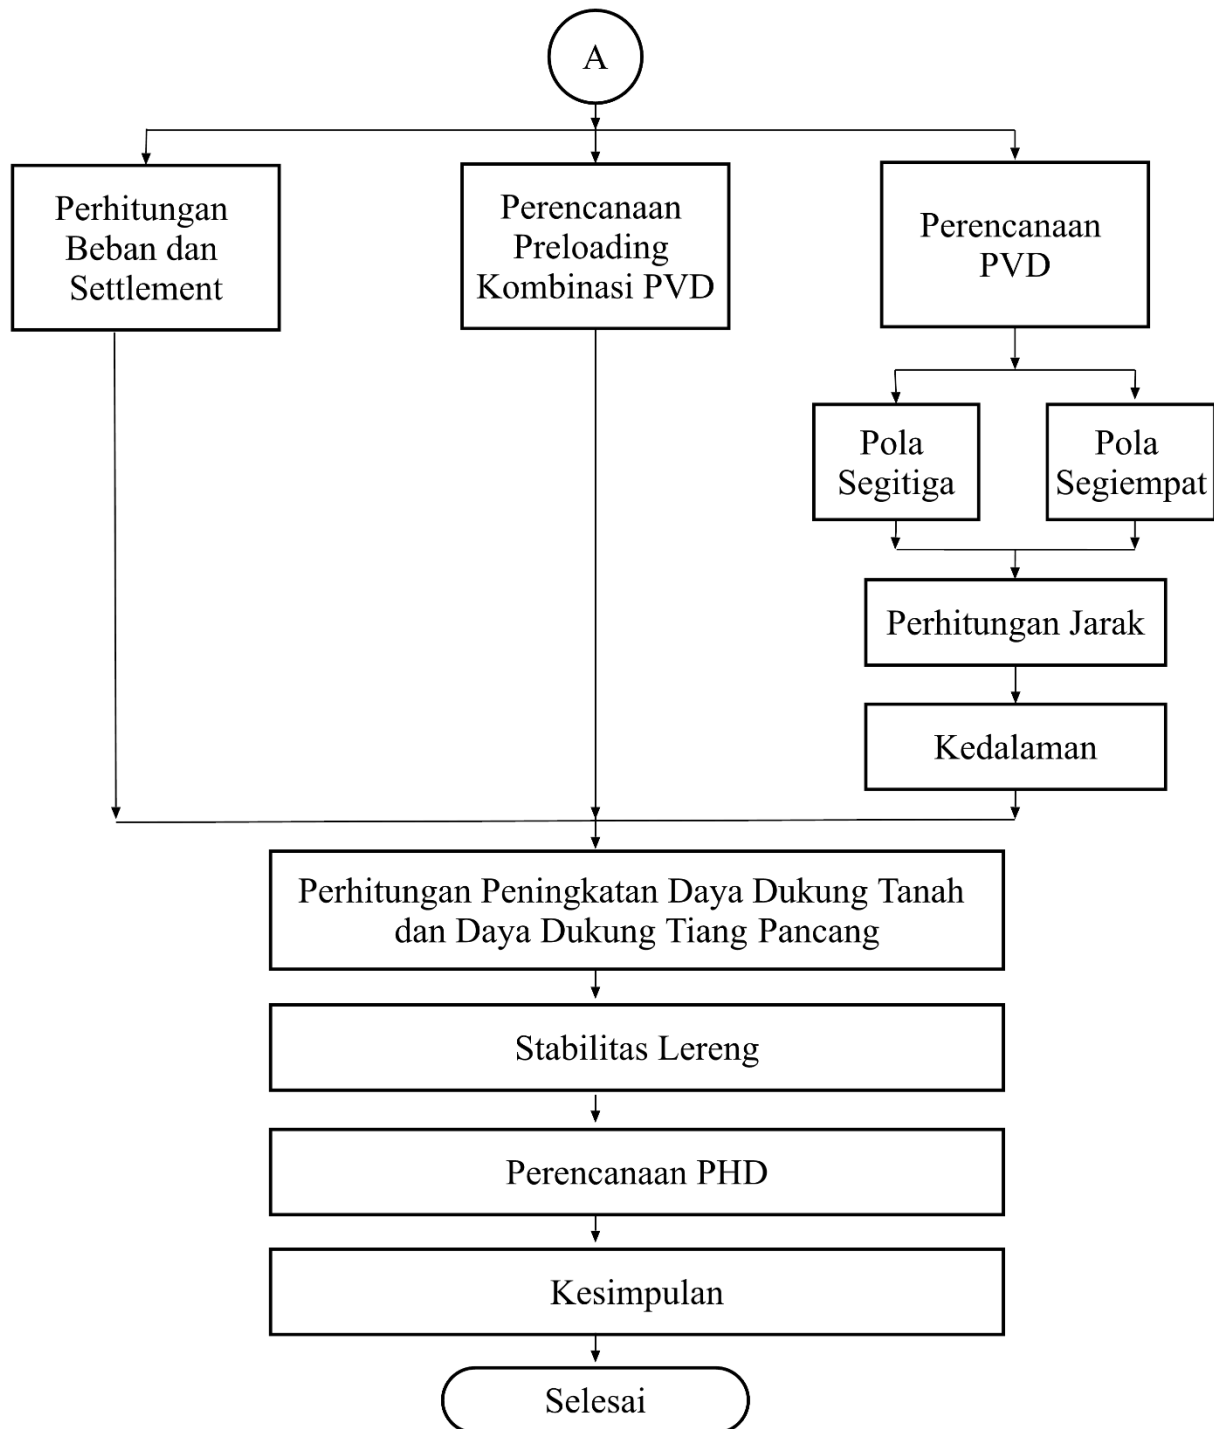 A
Perhitungan
Beban dan
Settlement
Perencanaan
Preloading
Kombinasi PVD
Perencanaan
PVD
Pola
Segitiga
Pola
Segiempat
Perhitungan Jarak
Kedalaman
Perhitungan Peningkatan Daya Dukung Tanah
dan Daya Dukung Tiang Pancang
Stabilitas Lereng
Perencanaan PHD
Kesimpulan
Selesai